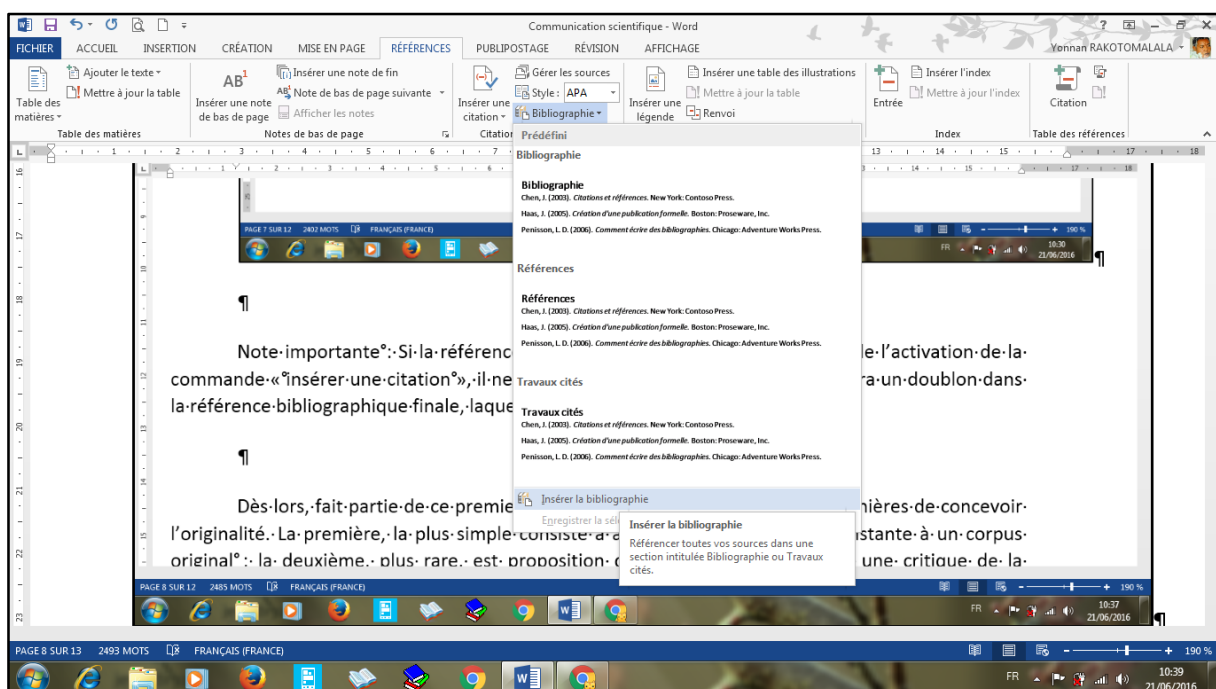 Communication scientifique - Word
FICHIER ACCUEIL INSERTION CRÉATION MISE EN PAGE RÉFÉRENCES PUBLIPOSTAGE RÉVISION AFFICHAGE Yonnan RAKOTOMALALA
Ajouter le texte
Mettre à jour la table
Table des matières
Table des matières
AB1
Insérer une note de bas de page
Insérer une note de fin
Note de bas de page suivante
Afficher les notes
Notes de bas de page
Insérer une citation
Gérer les sources
Style : APA
Bibliographie
Insérer une légende
Insérer une table des illustrations
Mettre à jour la table
Renvoi
Entrée
Insérer l'index
Mettre à jour l'index
Index
Citation
Table des références
Prédéfini
Bibliographie
Bibliographie
Chen, J. (2003). Citations et références. New York: Contoso Press.
Haas, J. (2005). Création d'une publication formelle. Boston: Proseware, Inc.
Penisson, L. D. (2006). Comment écrire des bibliographies. Chicago: Adventure Works Press.
Références
Références
Chen, J. (2003). Citations et références. New York: Contoso Press.
Haas, J. (2005). Création d'une publication formelle. Boston: Proseware, Inc.
Penisson, L. D. (2006). Comment écrire des bibliographies. Chicago: Adventure Works Press.
Travaux cités
Travaux cités
Chen, J. (2003). Citations et références. New York: Contoso Press.
Haas, J. (2005). Création d'une publication formelle. Boston: Proseware, Inc.
Penisson, L. D. (2006). Comment écrire des bibliographies. Chicago: Adventure Works Press.
Insérer la bibliographie
Enregistrer la
Insérer la bibliographie
Référencer toutes vos sources dans une
section intitulée Bibliographie ou Travaux
cités.
PAGE 7 SUR 12 2402 MOTS FRANÇAIS (FRANCE) 190 %
FR 10:30
21/06/2016
¶
¶
Note·importante°:·Si·la· l'activation·de·la·
commande·«°insérer·une·citation°»,·il· un·doublon·dans·
la·référence·bibliographique·finale,·
¶
Dès·lors,·fait·partie·de·ce· de·concevoir·
l'originalité.·La·première,·la·plus·simple· à·un·corpus·
original°:·la·deuxième,·plus·rare,·est·proposition· une·critique·de·la·
PAGE 8 SUR 12 2485 MOTS FRANÇAIS (FRANCE) 190 %
FR 10:37
21/06/2016
¶
PAGE 8 SUR 13 2493 MOTS FRANÇAIS (FRANCE) 190 %
FR 10:39
21/06/2016